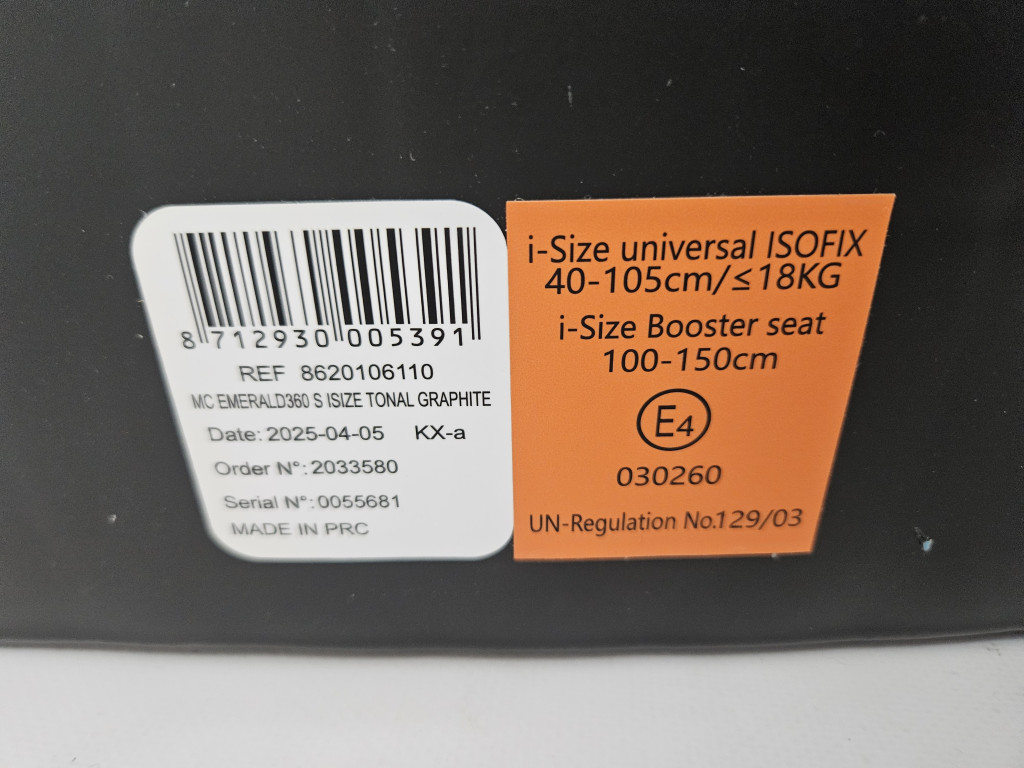 8 712930 005391
REF 8620106110
MC EMERALD360 S ISIZE TONAL GRAPHITE
Date: 2025-04-05 KX-a
Order N°: 2033580
Serial N°: 0055681
MADE IN PRC
i-Size universal ISOFIX
40-105cm/≤18KG
i-Size Booster seat
100-150cm
E4
030260
UN-Regulation No.129/03